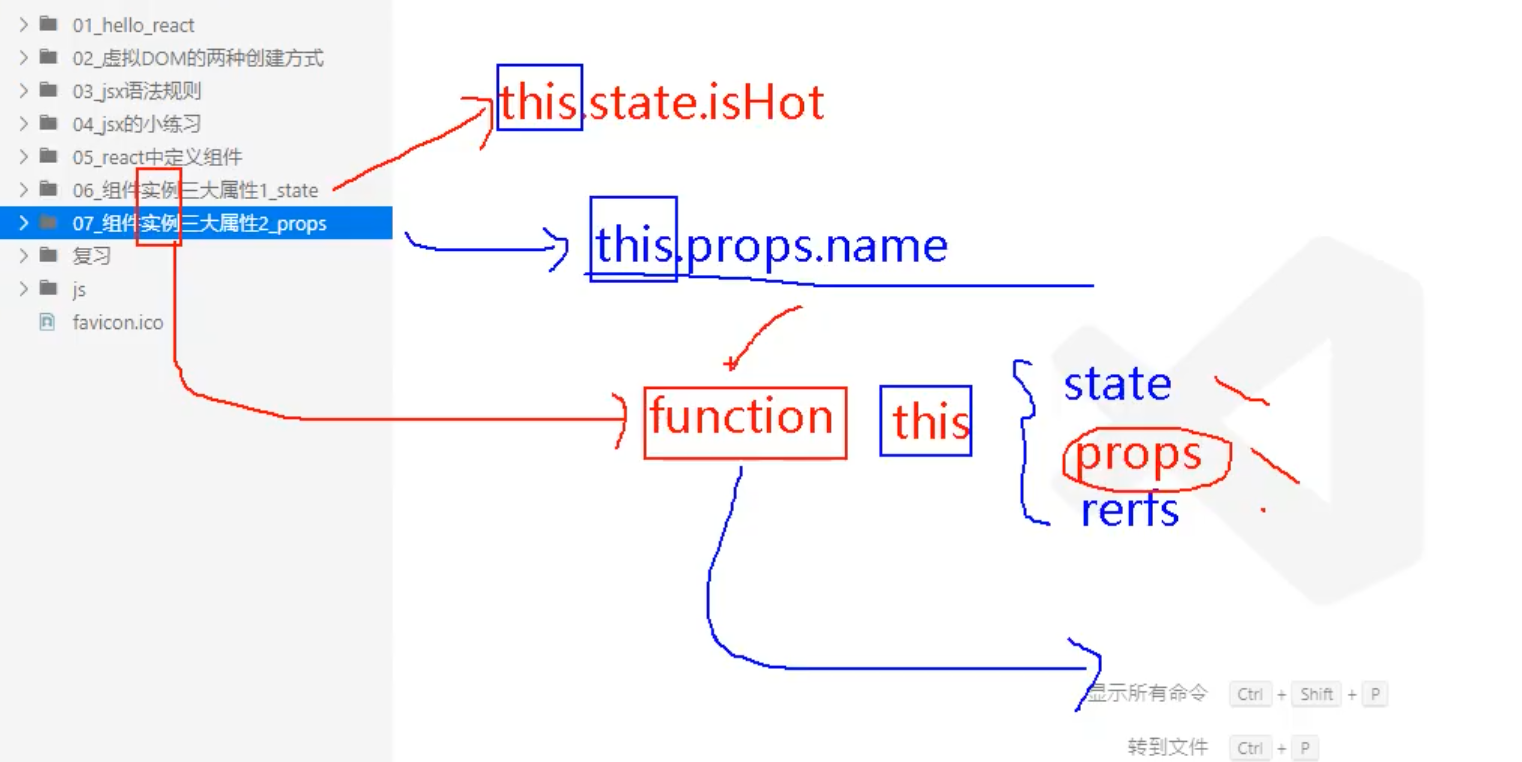 01_hello_react
02_虚拟DOM的两种创建方式
03_jsx语法规则
04_jsx的小练习
05_react中定义组件
06_组件实例三大属性1_state
07_组件实例三大属性2_props
复习
js
favicon.ico
this.state.isHot
this.props.name
function this
state
props
rerfs
显示所有命令 Ctrl + Shift + P
转到文件 Ctrl + P